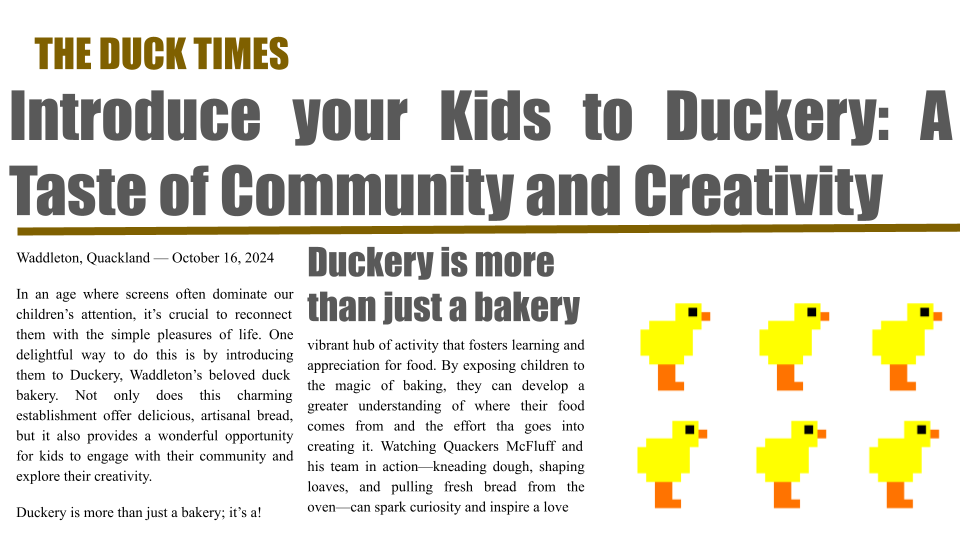 THE DUCK TIMES
Introduce your Kids to Duckery: A
Taste of Community and Creativity
Waddleton, Quackland — October 16, 2024
In an age where screens often dominate our
children’s attention, it’s crucial to reconnect
them with the simple pleasures of life. One
delightful way to do this is by introducing
them to Duckery, Waddleton’s beloved duck
bakery. Not only does this charming
establishment offer delicious, artisanal bread,
but it also provides a wonderful opportunity
for kids to engage with their community and
explore their creativity.
Duckery is more than just a bakery; it’s a!
Duckery is more
than just a bakery
vibrant hub of activity that fosters learning and
appreciation for food. By exposing children to
the magic of baking, they can develop a
greater understanding of where their food
comes from and the effort tha goes into
creating it. Watching Quackers McFluff and
his team in action—kneading dough, shaping
loaves, and pulling fresh bread from the
oven—can spark curiosity and inspire a love